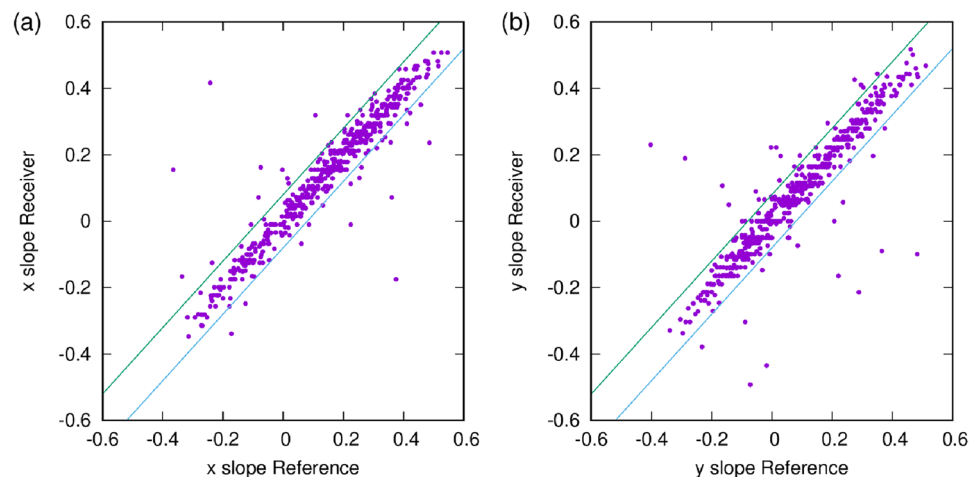 (a)
0.6
0.4
0.2
0
-0.2
-0.4
-0.6
x slope Receiver
-0.6 -0.4 -0.2 0 0.2 0.4 0.6
x slope Reference
(b)
0.6
0.4
0.2
0
-0.2
-0.4
-0.6
y slope Receiver
-0.6 -0.4 -0.2 0 0.2 0.4 0.6
y slope Reference